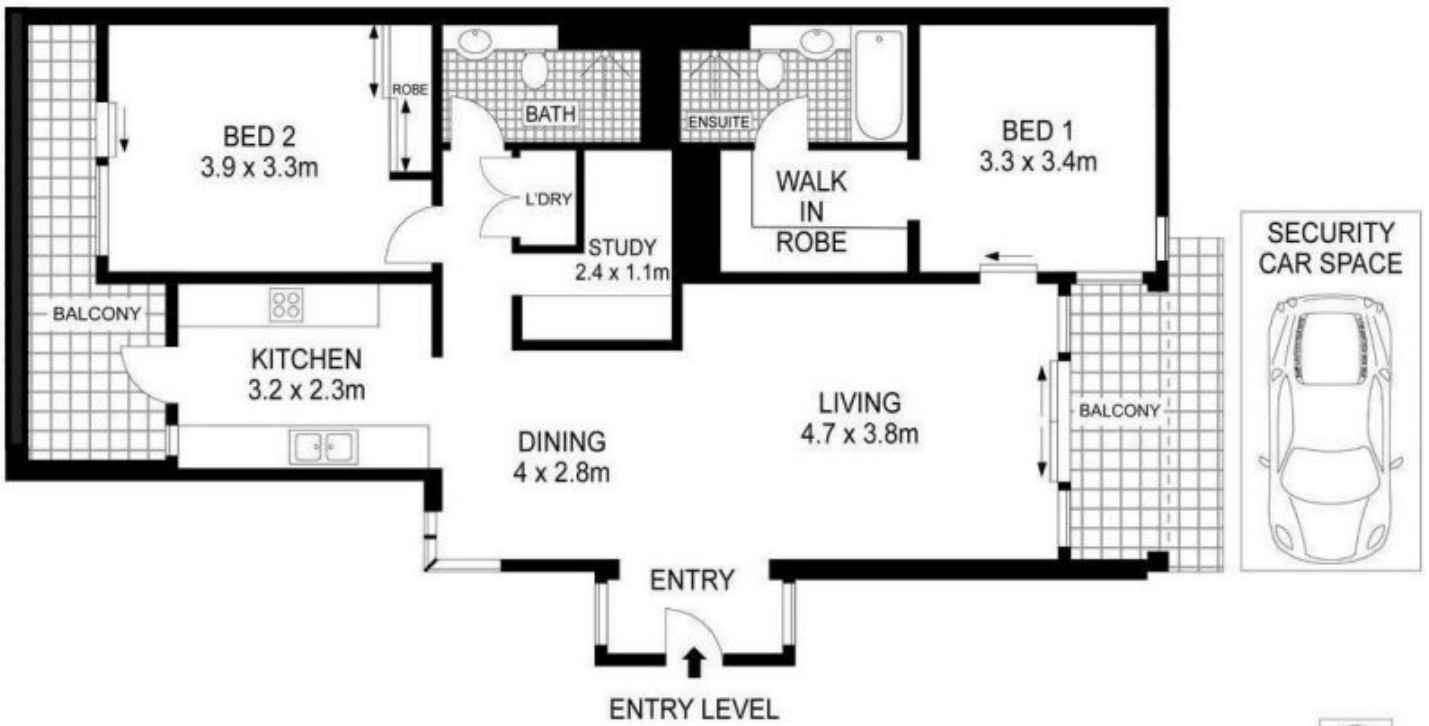 BED 2
3.9 x 3.3m
ROBE
BATH
ENSUITE
BED 1
3.3 x 3.4m
WALK
IN
ROBE
L'DRY
STUDY
2.4 x 1.1m
SECURITY
CAR SPACE
BALCONY
KITCHEN
3.2 x 2.3m
DINING
4 x 2.8m
LIVING
4.7 x 3.8m
BALCONY
ENTRY
ENTRY LEVEL